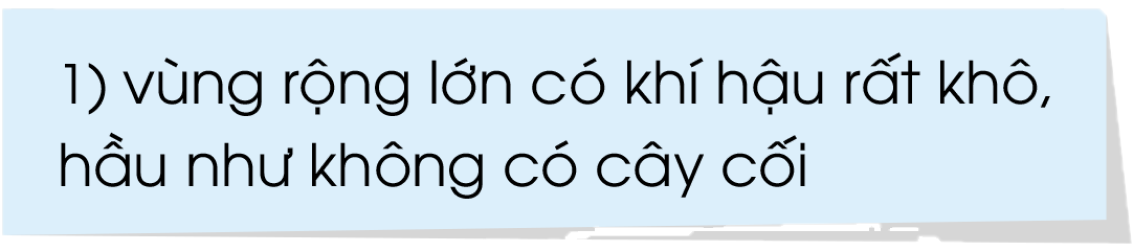 1) vùng rộng lớn có khí hậu rất khô,
hầu như không có cây cối